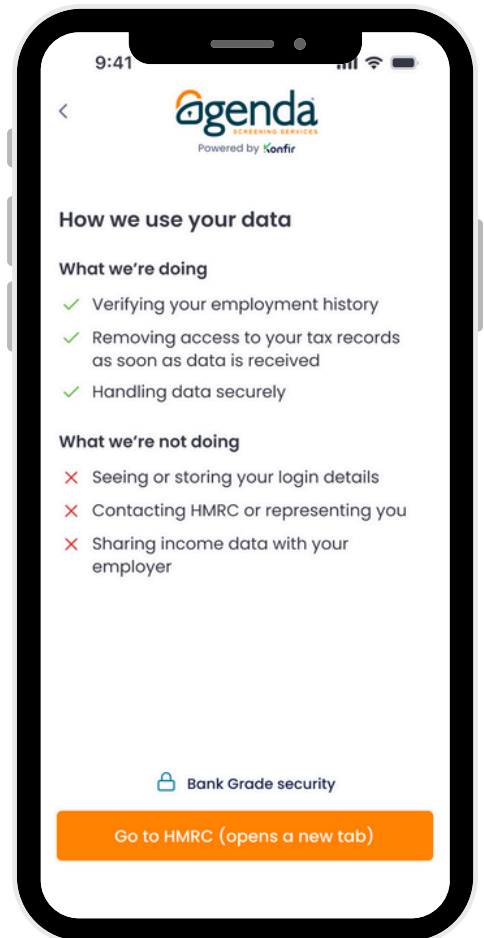 9:41
agenda
SCREENING SERVICES
Powered by Konfir
How we use your data
What we're doing
Verifying your employment history
Removing access to your tax records
as soon as data is received
Handling data securely
What we're not doing
Seeing or storing your login details
Contacting HMRC or representing you
Sharing income data with your
employer
Bank Grade security
Go to HMRC (opens a new tab)